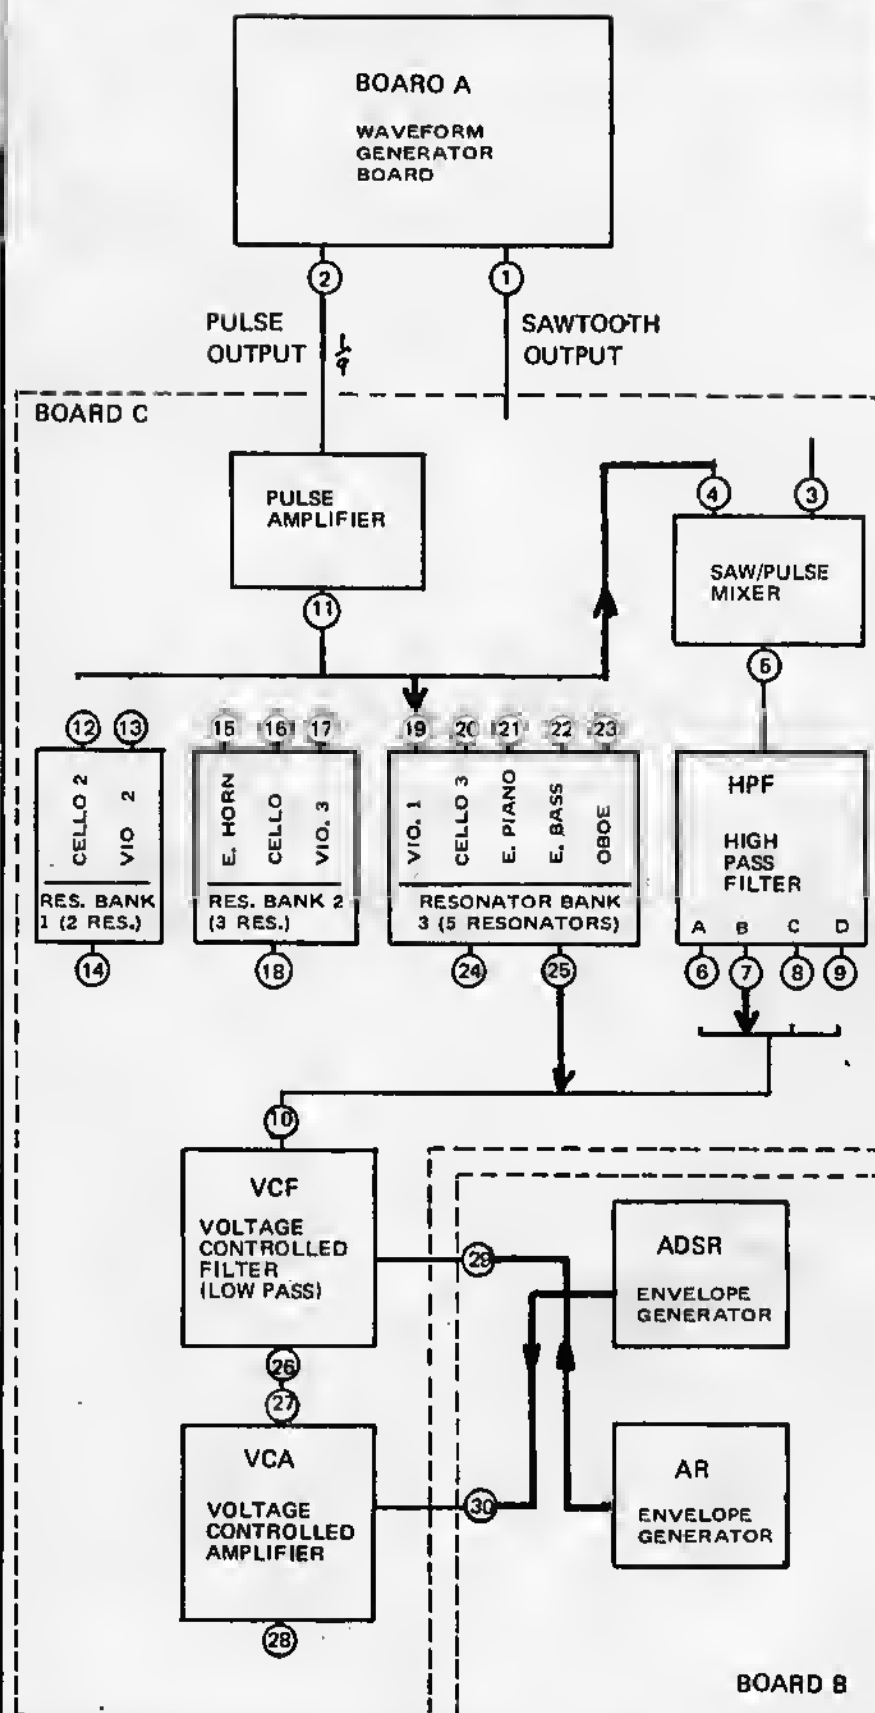 BOARO A
WAVEFORM
GENERATOR
BOARD
2
1
PULSE
OUTPUT
1/9
SAWTOOTH
OUTPUT
BOARD C
PULSE
AMPLIFIER
11
4
3
SAW/PULSE
MIXER
5
12
13
15
16
17
19
20
21
22
23
CELLO 2
VIO 2
E. HORN
CELLO
VIO. 3
VIO. 1
CELLO 3
E. PIANO
E. BASS
OBOE
RES. BANK
1 (2 RES.)
RES. BANK 2
(3 RES.)
RESONATOR BANK
3 (5 RESONATORS)
HPF
HIGH
PASS
FILTER
A B C D
14
18
24
25
6
7
8
9
10
VCF
VOLTAGE
CONTROLLED
FILTER
(LOW PASS)
29
ADSR
ENVELOPE
GENERATOR
26
27
VCA
VOLTAGE
CONTROLLED
AMPLIFIER
30
AR
ENVELOPE
GENERATOR
28
BOARD B